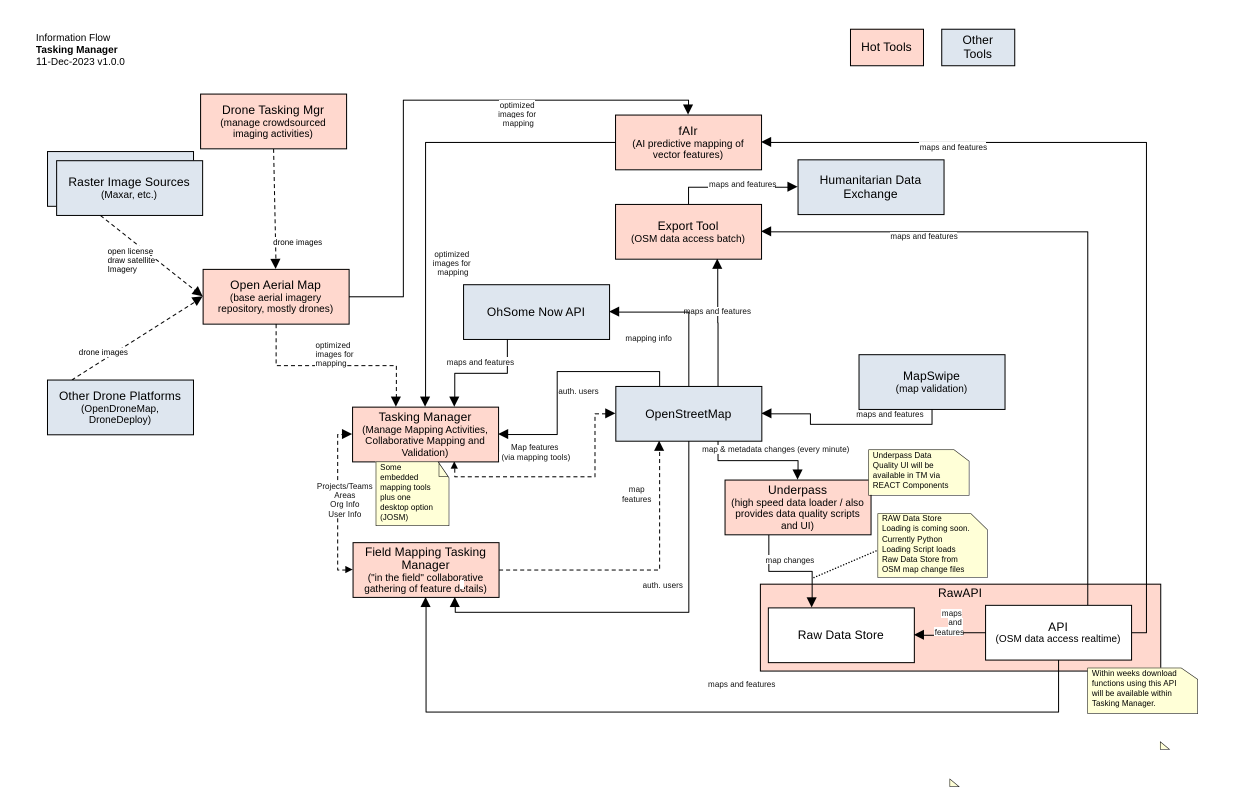 Information Flow
Tasking Manager
11-Dec-2023 v1.0.0
Hot Tools
Other
Tools
Drone Tasking Mgr
(manage crowdsourced
imaging activities)
optimized
images for
mapping
fAIr
(AI predictive mapping of
vector features)
maps and features
Raster Image Sources
(Maxar, etc.)
maps and features
Humanitarian Data
Exchange
Export Tool
(OSM data access batch)
maps and features
drone images
open license
draw satellite
Imagery
optimized
images for
mapping
Open Aerial Map
(base aerial imagery
repository, mostly drones)
OhSome Now API
maps and features
mapping info
drone images
optimized
images for
mapping
maps and features
MapSwipe
(map validation)
Other Drone Platforms
(OpenDroneMap,
DroneDeploy)
auth. users
OpenStreetMap
maps and features
Tasking Manager
(Manage Mapping Activities,
Collaborative Mapping and
Validation)
Map features
(via mapping tools)
map & metadata changes (every minute)
Underpass Data
Quality UI will be
available in TM via
REACT Components
Some
embedded
mapping tools
plus one
desktop option
(JOSM)
Projects/Teams
Areas
Org Info
User Info
map
features
Underpass
(high speed data loader / also
provides data quality scripts
and UI)
RAW Data Store
Loading is coming soon.
Currently Python
Loading Script loads
Raw Data Store from
OSM map change files
Field Mapping Tasking
Manager
("in the field" collaborative
gathering of feature details)
map changes
auth. users
RawAPI
Raw Data Store
maps
and
features
API
(OSM data access realtime)
maps and features
Within weeks download
functions using this API
will be available within
Tasking Manager.